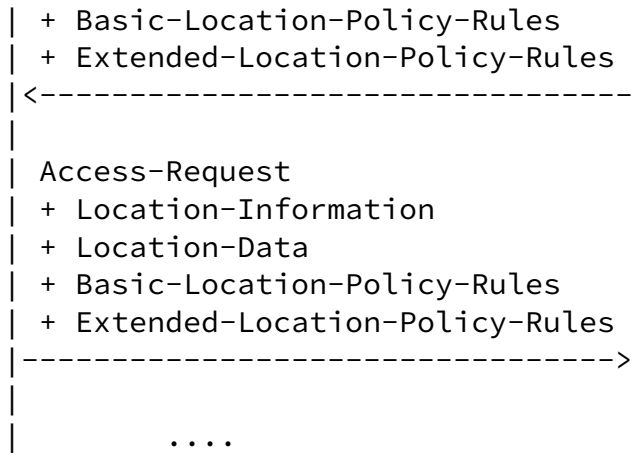 | + Basic-Location-Policy-Rules
| + Extended-Location-Policy-Rules
|<---------------------------------
|
| Access-Request
| + Location-Information
| + Location-Data
| + Basic-Location-Policy-Rules
| + Extended-Location-Policy-Rules
|--------------------------------->
|
|        ....